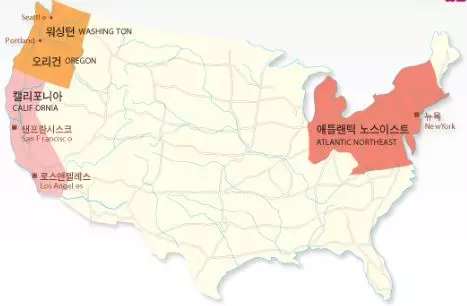 Seattle
워싱턴 WASHING TON
Portland
오리건 OREGON
캘리포니아
CALIF ORNIA
샌프란시스코
San F rancisc o
로스앤젤레스
Los Angel es
애틀랜틱 노스이스트
ATLANTIC NORTHEAST
뉴욕
NewYork